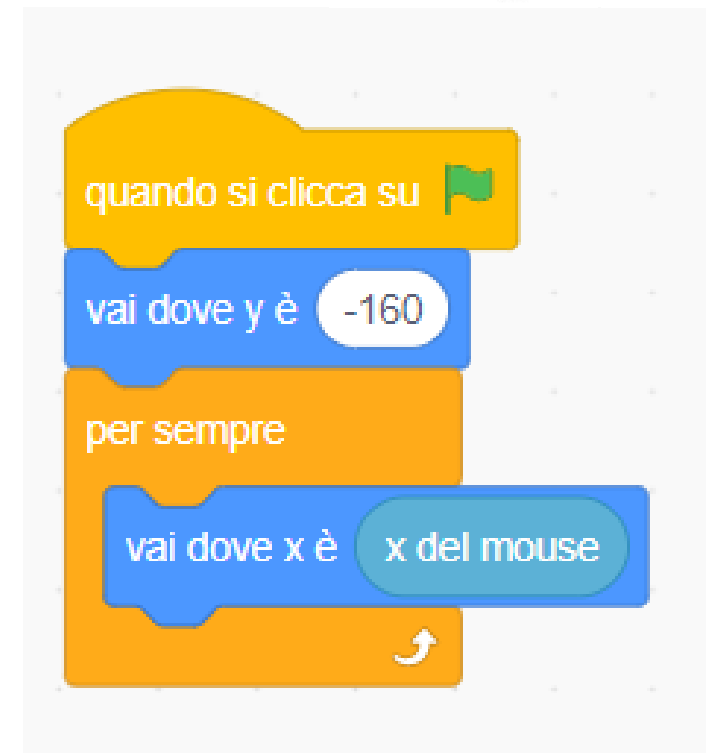 quando si clicca su
vai dove y è -160
per sempre
vai dove x è x del mouse